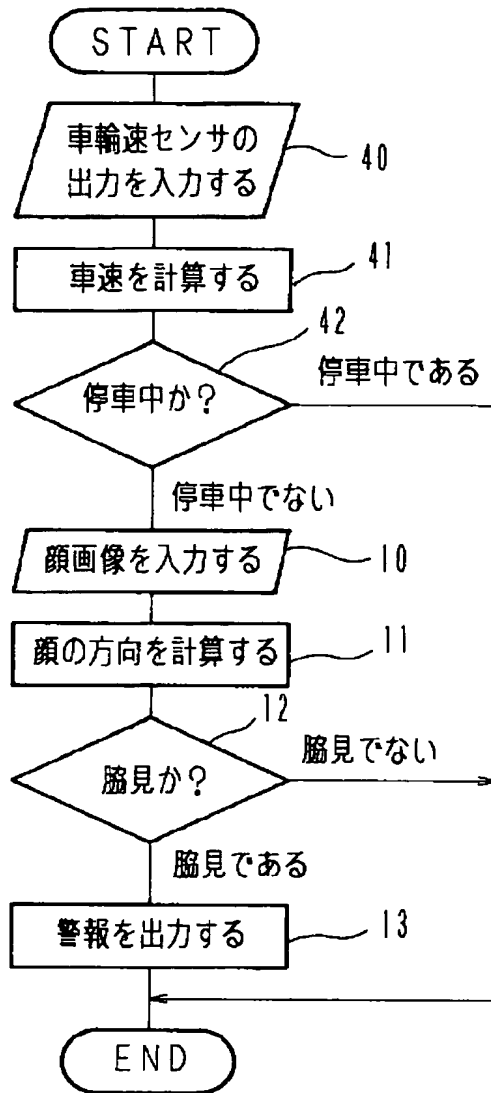 START
車輪速センサの
出力を入力する
40
車速を計算する
41
42
停車中か？
停車中である
停車中でない
顔画像を入力する
10
顔の方向を計算する
11
12
脇見か？
脇見でない
脇見である
警報を出力する
13
END